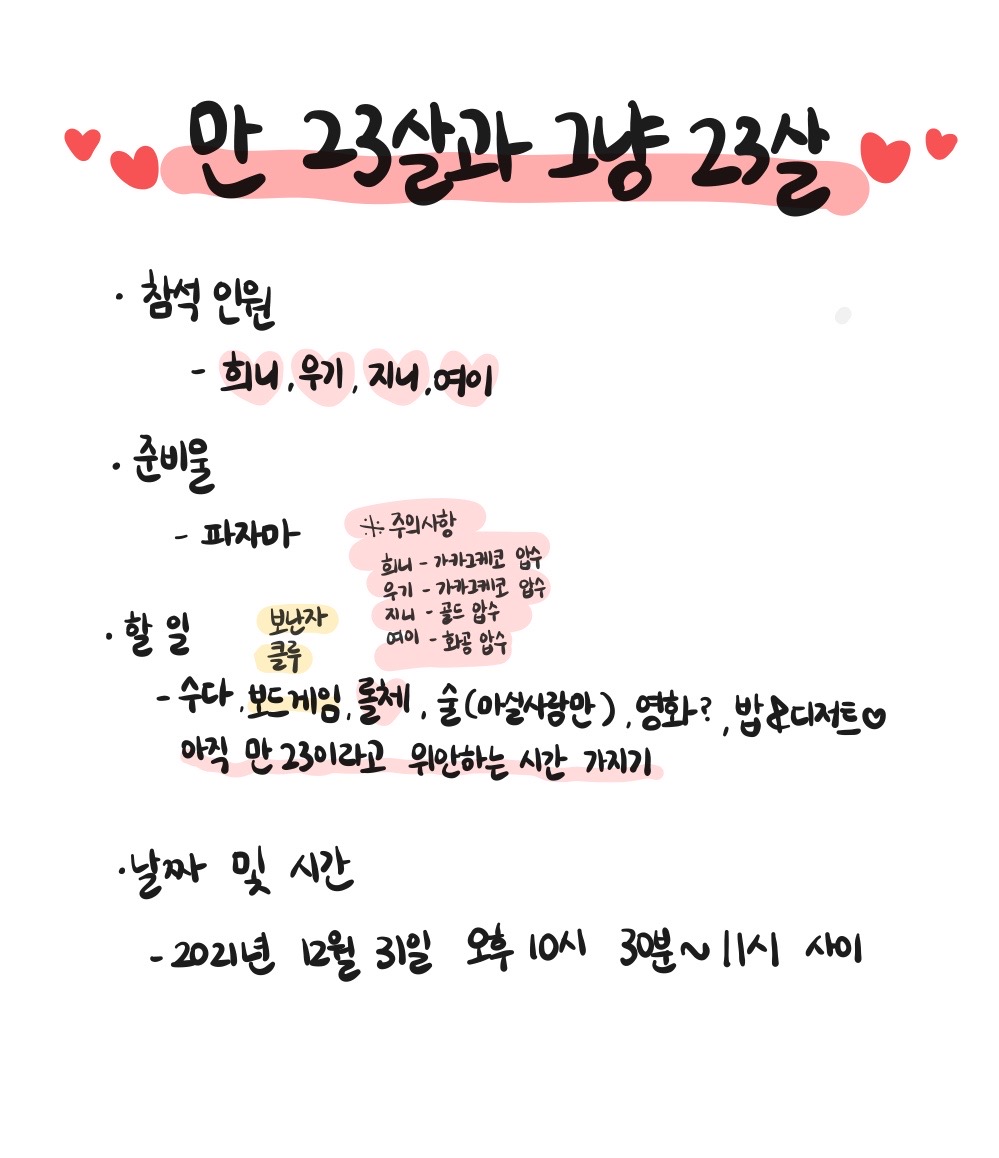 만 23살과 그냥 23살
· 참석 인원
- 희니, 우기, 지니, 여이
· 준비물
- 파자마
※ 주의사항
희니 - 가카그케코 압수
우기 - 가카그케코 압수
지니 - 골드 압수
여이 - 화공 압수
· 할 일
보난자
클루
- 수다, 보드게임, 롤체, 술(마실사람만), 영화?, 밥&디저트♡
아직 만 23이라고 위안하는 시간 가지기
· 날짜 및 시간
- 2021년 12월 31일 오후 10시 30분~11시 사이